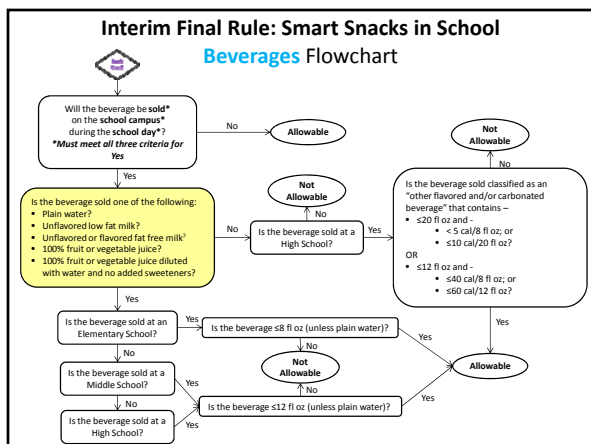 Interim Final Rule: Smart Snacks in School
Beverages Flowchart
Will the beverage be sold*
on the school campus*
during the school day*?
*Must meet all three criteria for
Yes
No
Allowable
Yes
Is the beverage sold one of the following:
• Plain water?
• Unflavored low fat milk?
• Unflavored or flavored fat free milk?
• 100% fruit or vegetable juice?
• 100% fruit or vegetable juice diluted
with water and no added sweeteners?
No
Is the beverage sold at a
High School?
No
Not
Allowable
Yes
Is the beverage sold classified as an
"other flavored and/or carbonated
beverage" that contains –
• ≤20 fl oz and -
• < 5 cal/8 fl oz; or
• ≤10 cal/20 fl oz?
OR
• ≤12 fl oz and -
• ≤40 cal/8 fl oz; or
• ≤60 cal/12 fl oz?
No
Not
Allowable
Yes
Allowable
Yes
Is the beverage sold at an
Elementary School?
Yes
Is the beverage ≤8 fl oz (unless plain water)?
Yes
No
Not
Allowable
No
Is the beverage sold at a
Middle School?
Yes
No
Is the beverage sold at a
High School?
Yes
Is the beverage ≤12 fl oz (unless plain water)?
No
Yes